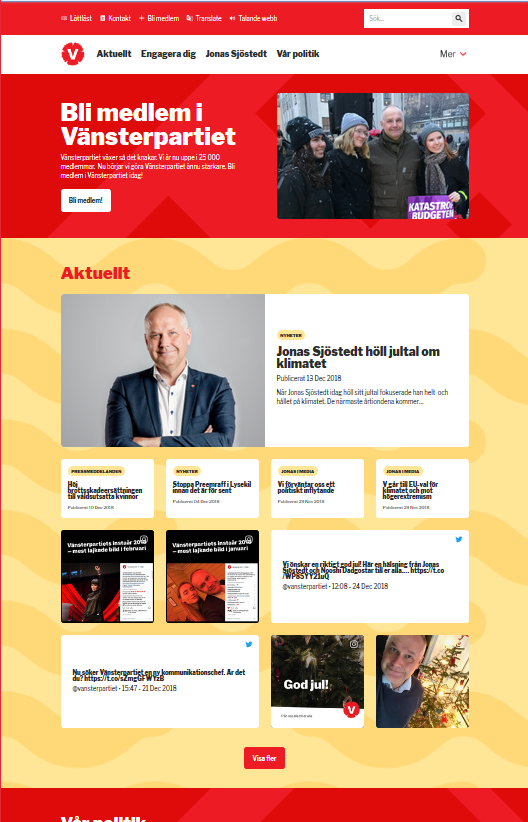 Lättläst
Kontakt
Bli medlem
Translate
Talande webb
Sök...
V
Aktuellt
Engagera dig
Jonas Sjöstedt
Vår politik
Mer
Bli medlem i
Vänsterpartiet
Vänsterpartiet växer så det knakar. Vi är nu uppe i 25 000
medlemmar. Nu börjar vi göra Vänsterpartiet ännu starkare. Bli
medlem i Vänsterpartiet idag!
Bli medlem!
KATASTROF
BUDGETEN
Aktuellt
NYHETER
Jonas Sjöstedt höll jultal om
klimatet
Publicerat 13 Dec 2018
När Jonas Sjöstedt idag höll sitt jultal fokuserade han helt och
hållet på klimatet. De närmaste årtiondena kommer...
PRESSMEDDELANDEN
Höj
brottsskadeersättningen
till våldsutsatta kvinnor
Publicerat 10 Dec 2018
NYHETER
Stoppa Preemraff i Lysekil
innan det är för sent
Publicerat 04 Dec 2018
JONAS I MEDIA
Vi förväntar oss ett
politiskt inflytande
Publicerat 29 Nov 2018
JONAS I MEDIA
V går till EU-val för
klimatet och mot
högerextremism
Publicerat 28 Nov 2018
Vänsterpartiets Instaår 2018
– mest lajkade bild i februari
Vänsterpartiets Instaår 2018
– mest lajkade bild i januari
Vi önskar en riktigt god jul! Här en hälsning från Jonas
Sjöstedt och Nooshi Dadgostar till er alla.... https://t.co
/WP85YYZ1uQ
@vansterpartiet • 12:08 - 24 Dec 2018
Nu söker Vänsterpartiet en ny kommunikationschef. Är det
du? https://t.co/sZmgGFWYzB
@vansterpartiet • 15:47 - 21 Dec 2018
God jul!
V
Visa fler
Vår politik